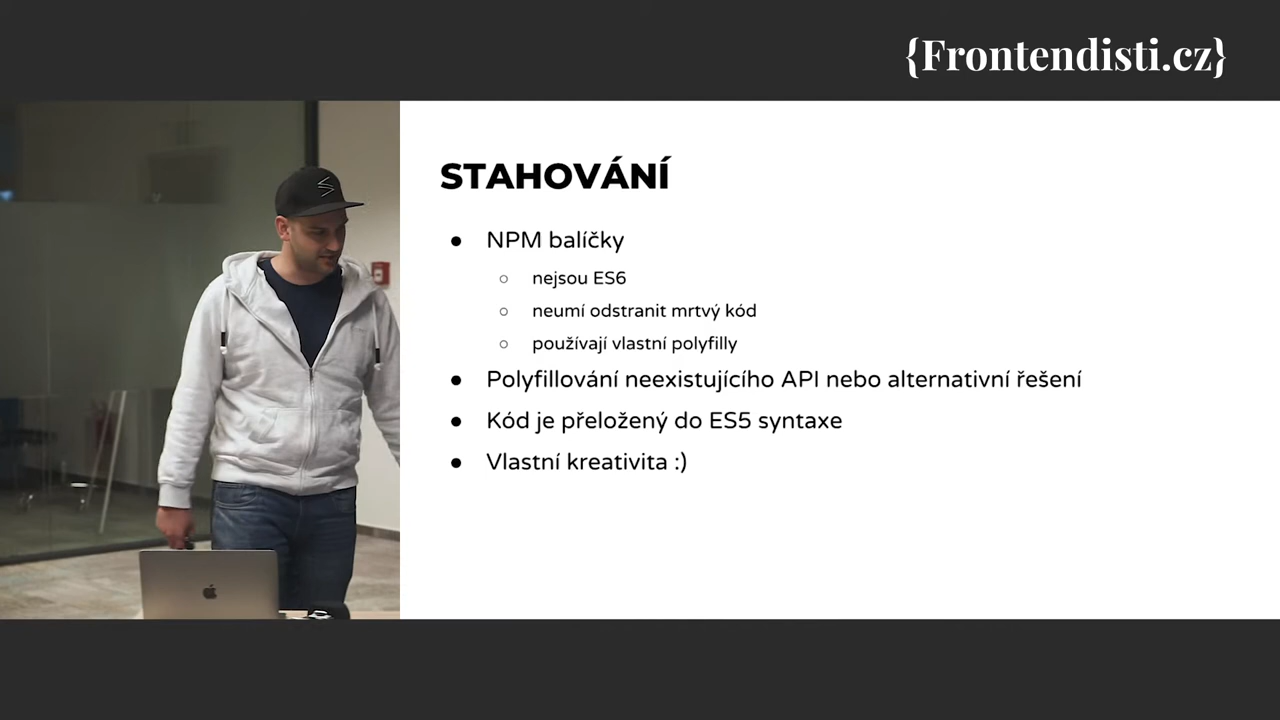 {Frontendisti.cz}
STAHOVÁNÍ
● NPM balíčky
○ nejsou ES6
○ neumí odstranit mrtvý kód
○ používají vlastní polyfilly
● Polyfillování neexistujícího API nebo alternativní řešení
● Kód je přeložený do ES5 syntaxe
● Vlastní kreativita :)